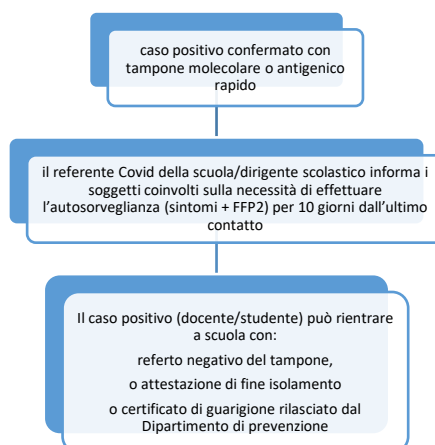 caso positivo confermato con
tampone molecolare o antigenico
rapido
il referente Covid della scuola/dirigente scolastico informa i
soggetti coinvolti sulla necessità di effettuare
l'autosorveglianza (sintomi + FFP2) per 10 giorni dall'ultimo
contatto
Il caso positivo (docente/studente) può rientrare
a scuola con:
referto negativo del tampone,
o attestazione di fine isolamento
o certificato di guarigione rilasciato dal
Dipartimento di prevenzione